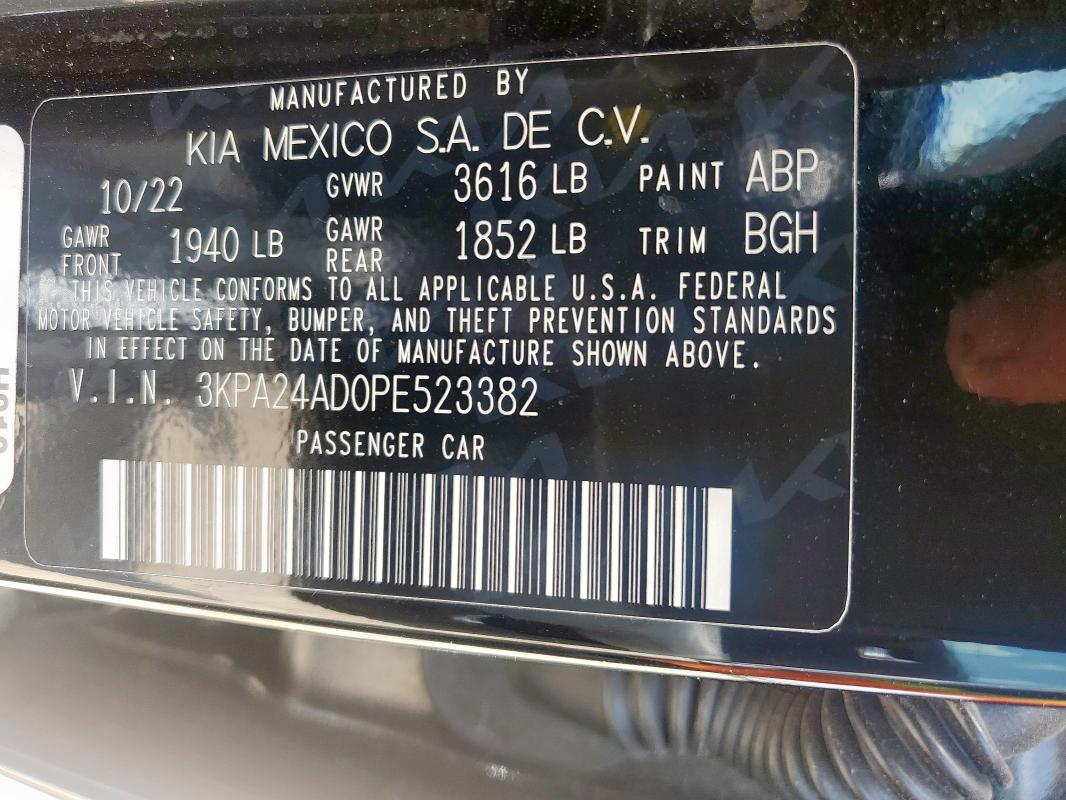 MANUFACTURED BY
KIA MEXICO S.A. DE C.V.
10/22 GVWR 3616 LB PAINT ABP
GAWR FRONT 1940 LB GAWR REAR 1852 LB TRIM BGH
THIS VEHICLE CONFORMS TO ALL APPLICABLE U.S.A. FEDERAL
MOTOR VEHICLE SAFETY, BUMPER, AND THEFT PREVENTION STANDARDS
IN EFFECT ON THE DATE OF MANUFACTURE SHOWN ABOVE.
V.I.N. 3KPA24AD0PE523382
PASSENGER CAR